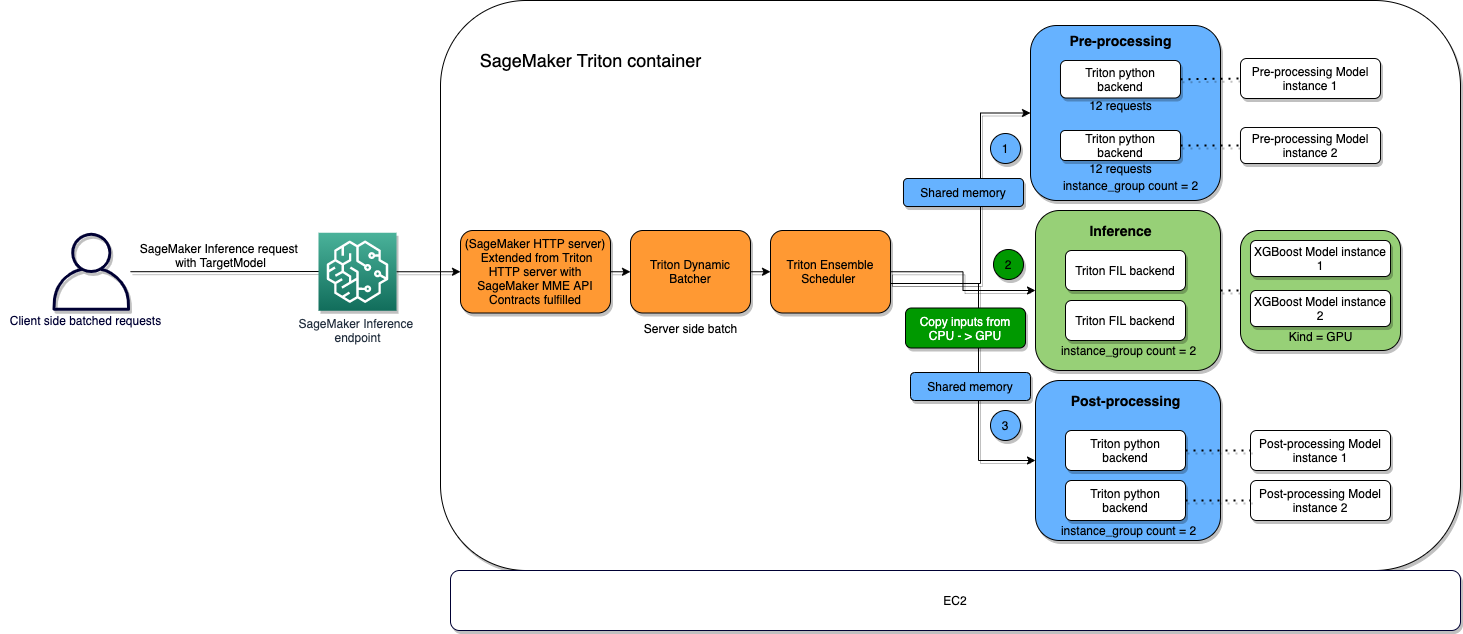 SageMaker Triton container
Client side batched requests
SageMaker Inference request
with TargetModel
SageMaker Inference
endpoint
(SageMaker HTTP server)
Extended from Triton
HTTP server with
SageMaker MME API
Contracts fulfilled
Triton Dynamic
Batcher
Server side batch
Triton Ensemble
Scheduler
Shared memory
1
Pre-processing
Triton python
backend
12 requests
Triton python
backend
12 requests
instance_group count = 2
Pre-processing Model
instance 1
Pre-processing Model
instance 2
2
Copy inputs from
CPU - > GPU
Inference
Triton FIL backend
Triton FIL backend
instance_group count = 2
XGBoost Model instance
1
XGBoost Model instance
2
Kind = GPU
Shared memory
3
Post-processing
Triton python
backend
Triton python
backend
instance_group count = 2
Post-processing Model
instance 1
Post-processing Model
instance 2
EC2